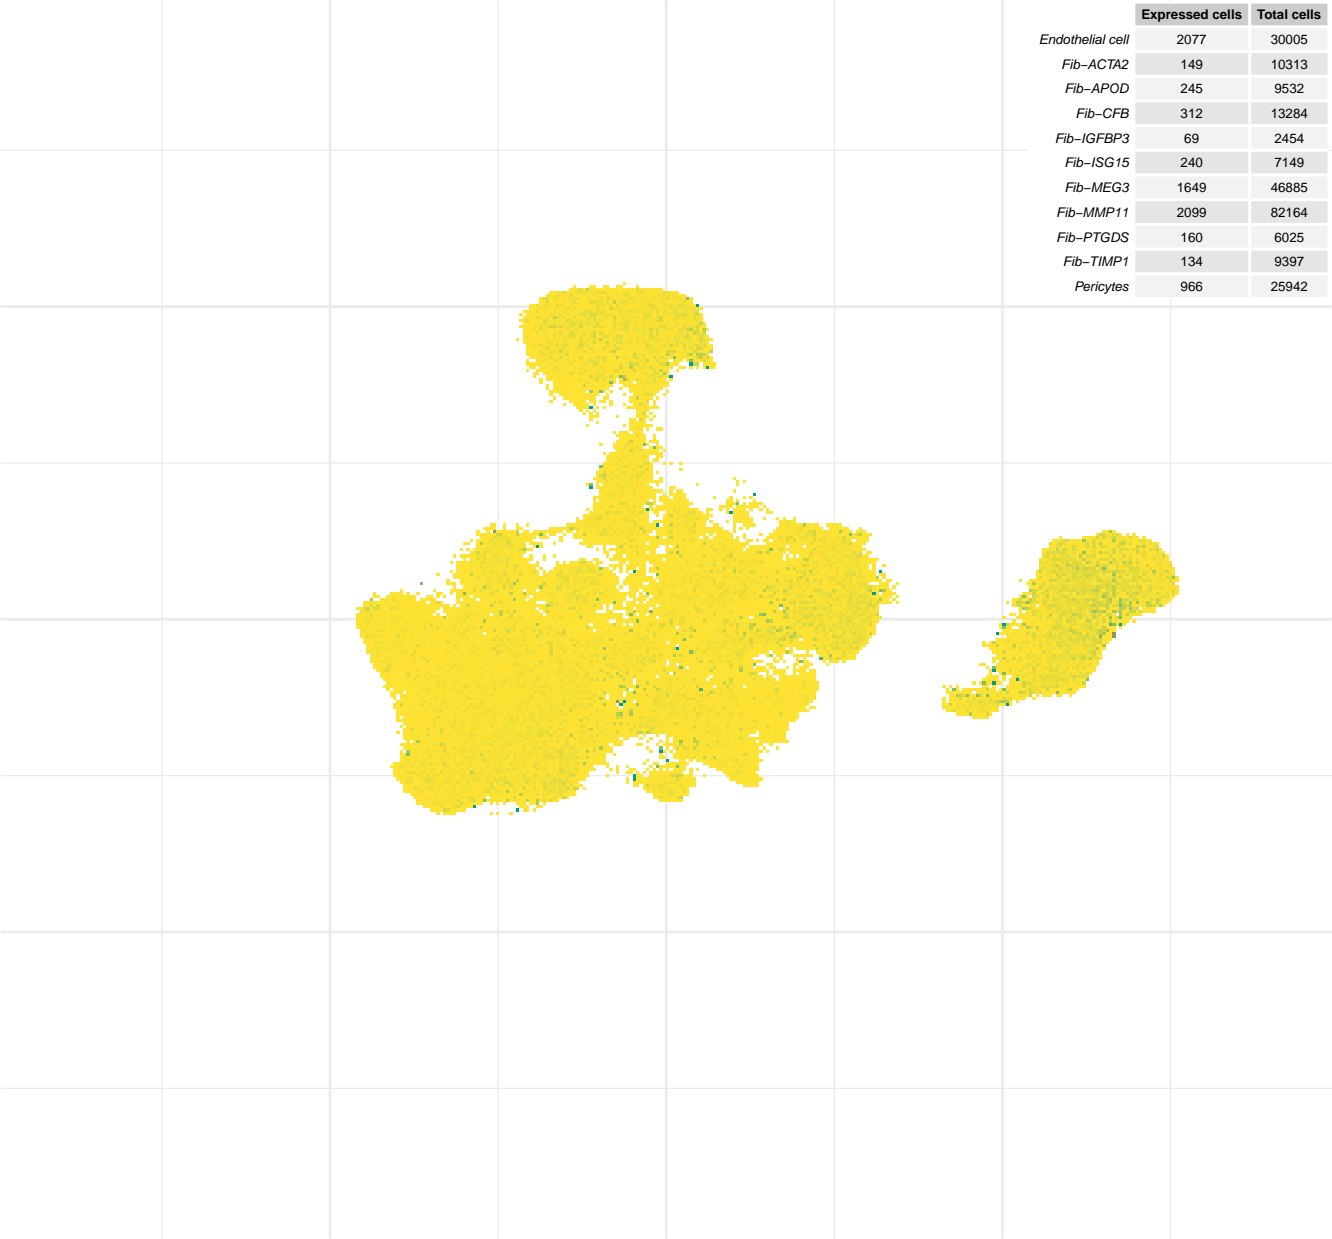 Expressed cells Total cells
Endothelial cell 2077 30005
Fib−ACTA2 149 10313
Fib−APOD 245 9532
Fib−CFB 312 13284
Fib−IGFBP3 69 2454
Fib−ISG15 240 7149
Fib−MEG3 1649 46885
Fib−MMP11 2099 82164
Fib−PTGDS 160 6025
Fib−TIMP1 134 9397
Pericytes 966 25942